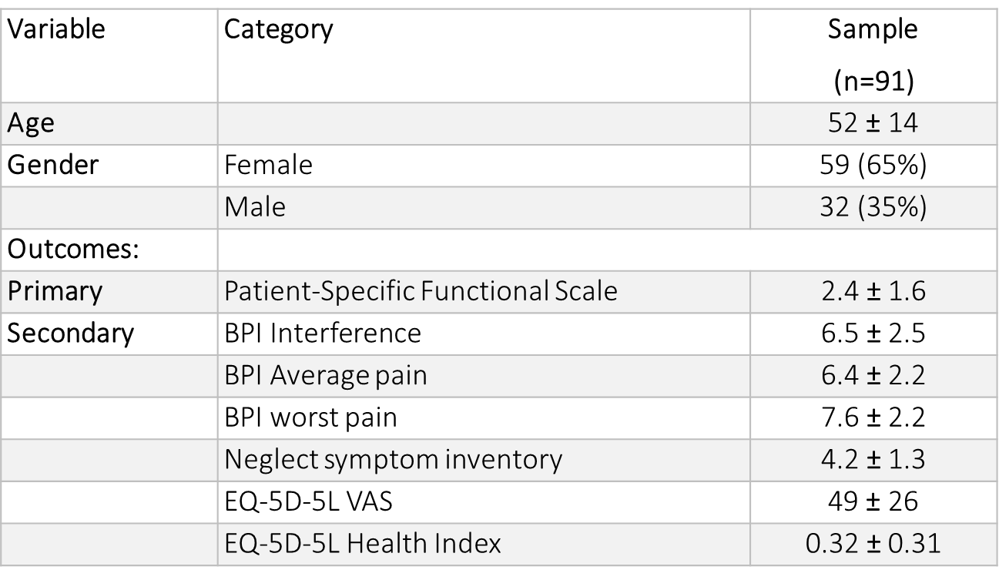 Variable Category Sample
(n=91)
Age 52 ± 14
Gender Female 59 (65%)
Male 32 (35%)
Outcomes:
Primary Patient-Specific Functional Scale 2.4 ± 1.6
Secondary BPI Interference 6.5 ± 2.5
BPI Average pain 6.4 ± 2.2
BPI worst pain 7.6 ± 2.2
Neglect symptom inventory 4.2 ± 1.3
EQ-5D-5L VAS 49 ± 26
EQ-5D-5L Health Index 0.32 ± 0.31